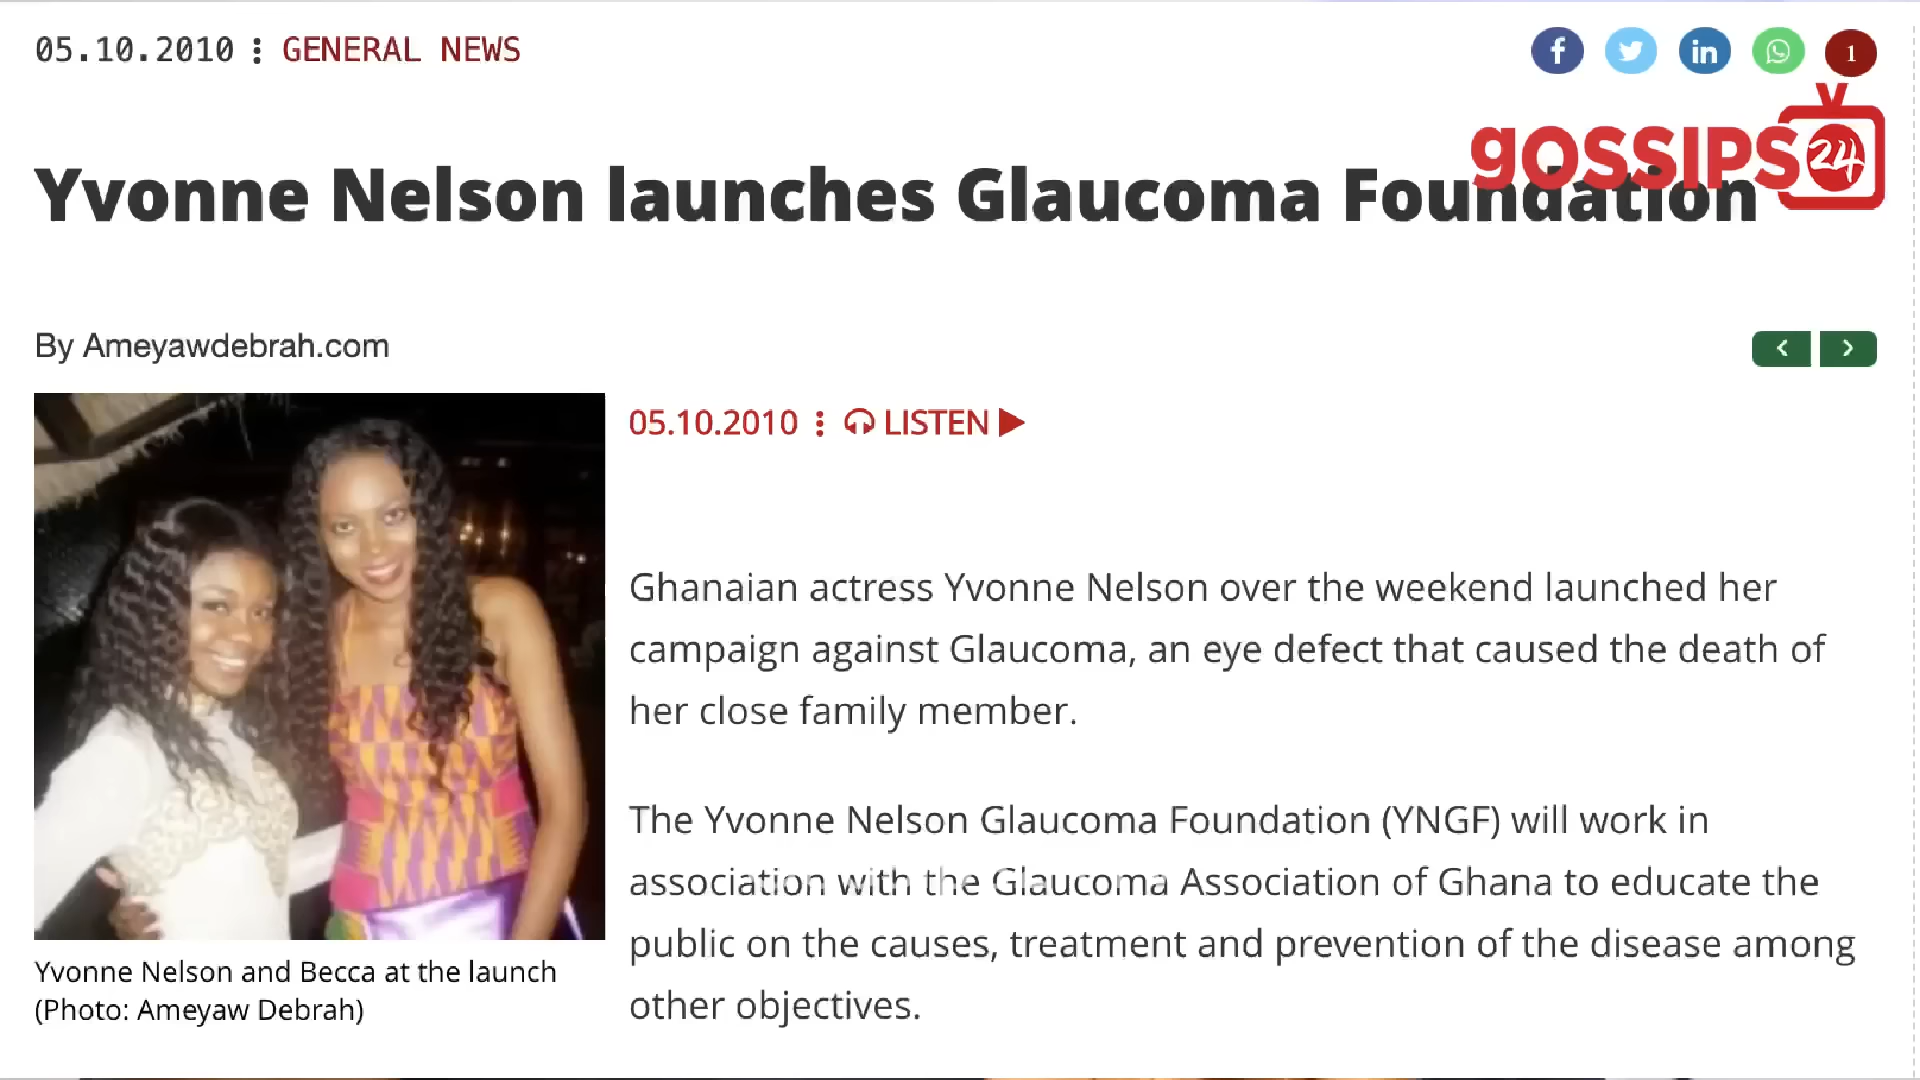 05.10.2010 ⋮ GENERAL NEWS
1
gOSSIPS 24
Yvonne Nelson launches Glaucoma Foundation
By Ameyawdebrah.com
05.10.2010 ⋮ LISTEN
Ghanaian actress Yvonne Nelson over the weekend launched her
campaign against Glaucoma, an eye defect that caused the death of
her close family member.
The Yvonne Nelson Glaucoma Foundation (YNGF) will work in
association with the Glaucoma Association of Ghana to educate the
public on the causes, treatment and prevention of the disease among
other objectives.
Yvonne Nelson and Becca at the launch
(Photo: Ameyaw Debrah)